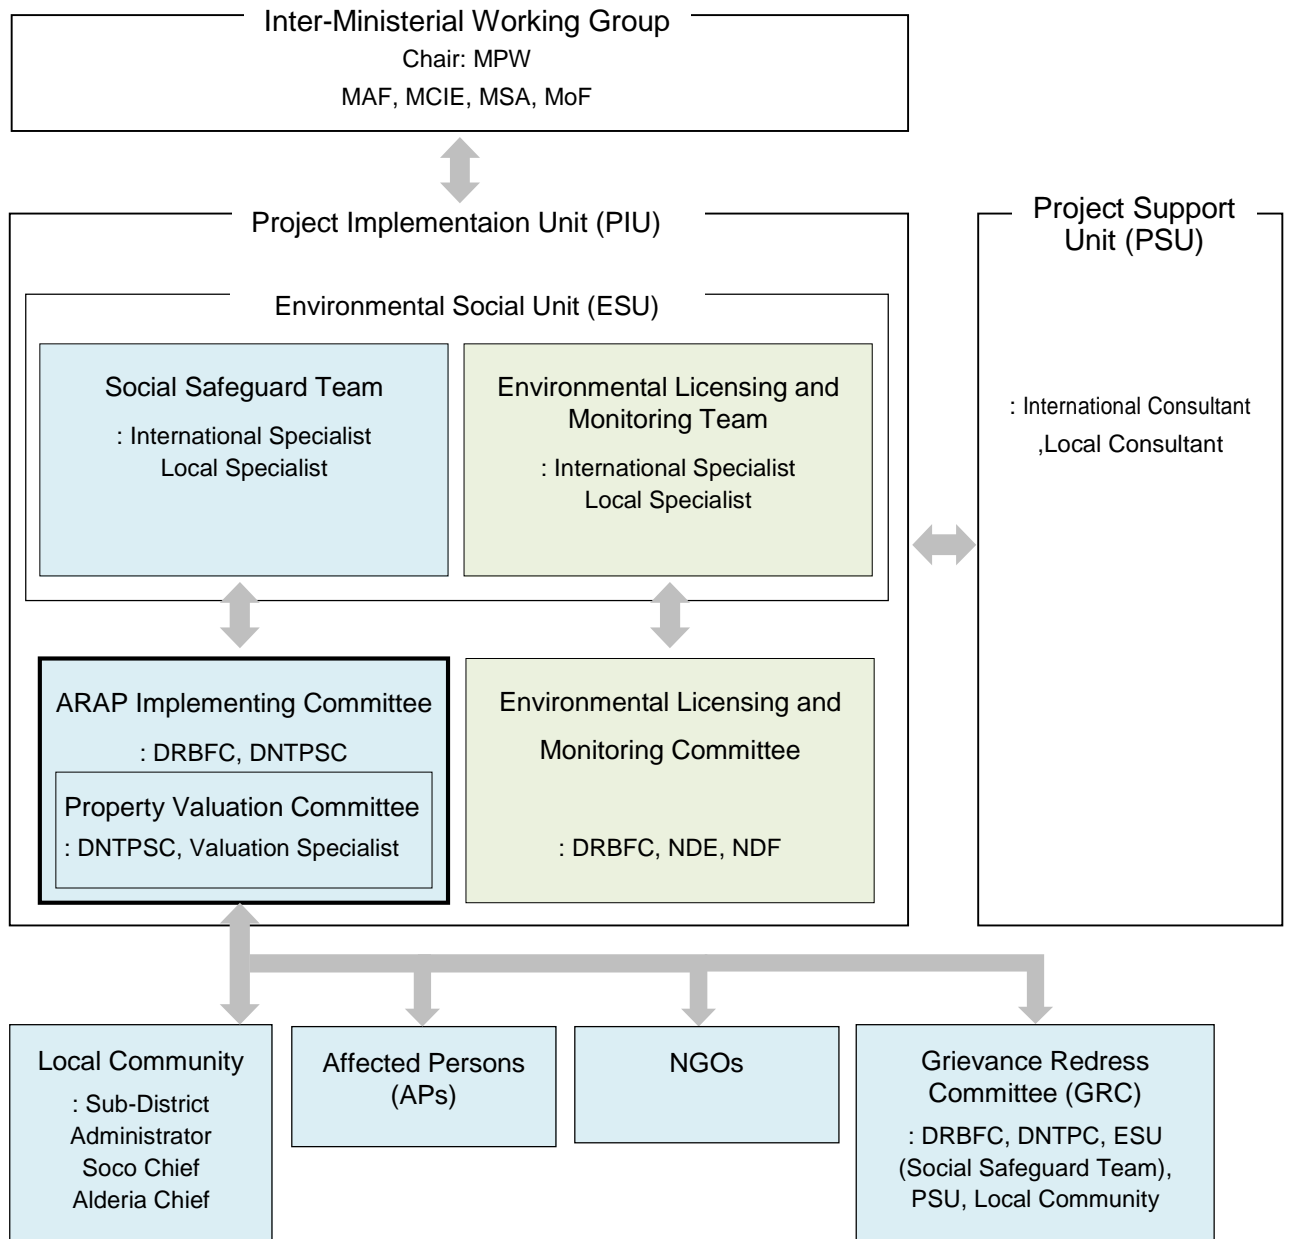 Inter-Ministerial Working Group
Chair: MPW
MAF, MCIE, MSA, MoF
Project Implementaion Unit (PIU)
Project Support
Unit (PSU)
: International Consultant
,Local Consultant
Environmental Social Unit (ESU)
Social Safeguard Team
: International Specialist
Local Specialist
Environmental Licensing and
Monitoring Team
: International Specialist
Local Specialist
ARAP Implementing Committee
: DRBFC, DNTPSC
Property Valuation Committee
: DNTPSC, Valuation Specialist
Environmental Licensing and
Monitoring Committee
: DRBFC, NDE, NDF
Local Community
: Sub-District
Administrator
Soco Chief
Alderia Chief
Affected Persons
(APs)
NGOs
Grievance Redress
Committee (GRC)
: DRBFC, DNTPC, ESU
(Social Safeguard Team),
PSU, Local Community